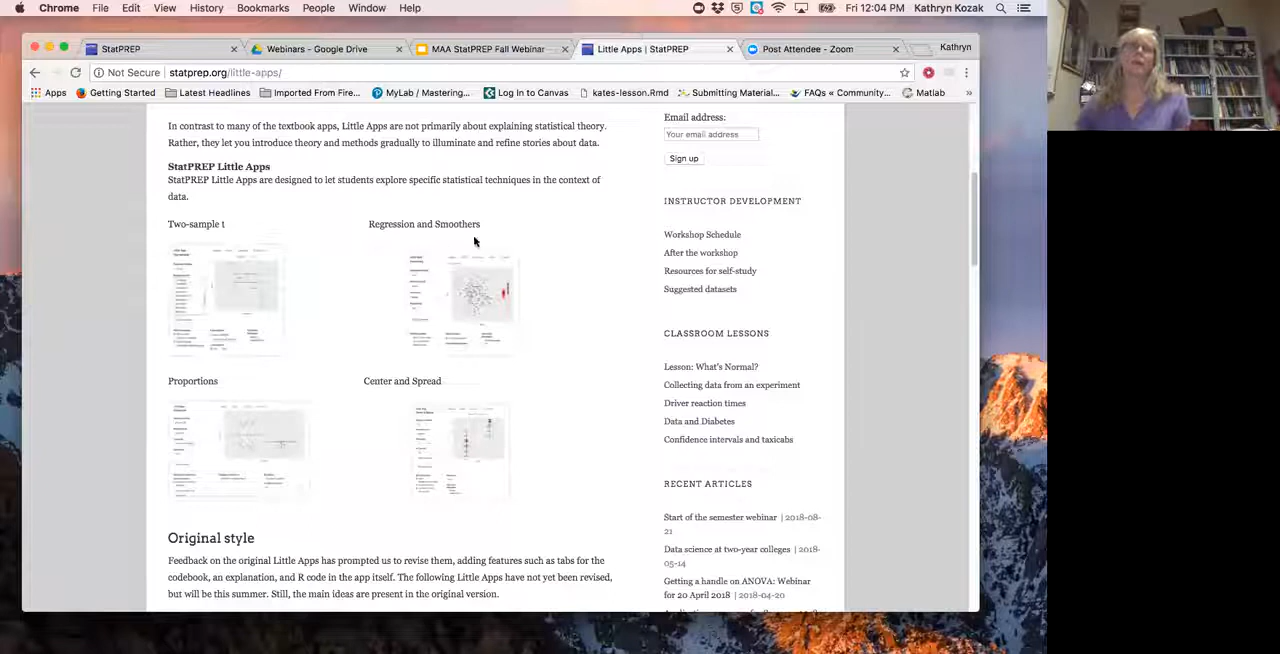 Chrome File Edit View History Bookmarks People Window Help Fri 12:04 PM Kathryn Kozak
StatPREP Webinars - Google Drive MAA StatPREP Fall Webinar Little Apps | StatPREP Post Attendee - Zoom Kathryn
Not Secure | statprep.org/little-apps/
Apps Getting Started Latest Headlines Imported From Fire... MyLab / Mastering... Log In to Canvas kates-lesson.Rmd Submitting Material... FAQs « Community... Matlab »
In contrast to many of the textbook apps, Little Apps are not primarily about explaining statistical theory.
Rather, they let you introduce theory and methods gradually to illuminate and refine stories about data.
StatPREP Little Apps
StatPREP Little Apps are designed to let students explore specific statistical techniques in the context of
data.
Two-sample t Regression and Smoothers
Proportions Center and Spread
Original style
Feedback on the original Little Apps has prompted us to revise them, adding features such as tabs for the
codebook, an explanation, and R code in the app itself. The following Little Apps have not yet been revised,
but will be this summer. Still, the main ideas are present in the original version.
Email address:
Your email address
Sign up
INSTRUCTOR DEVELOPMENT
Workshop Schedule
After the workshop
Resources for self-study
Suggested datasets
CLASSROOM LESSONS
Lesson: What's Normal?
Collecting data from an experiment
Driver reaction times
Data and Diabetes
Confidence intervals and taxicabs
RECENT ARTICLES
Start of the semester webinar | 2018-08-
21
Data science at two-year colleges | 2018-
05-14
Getting a handle on ANOVA: Webinar
for 20 April 2018 | 2018-04-20